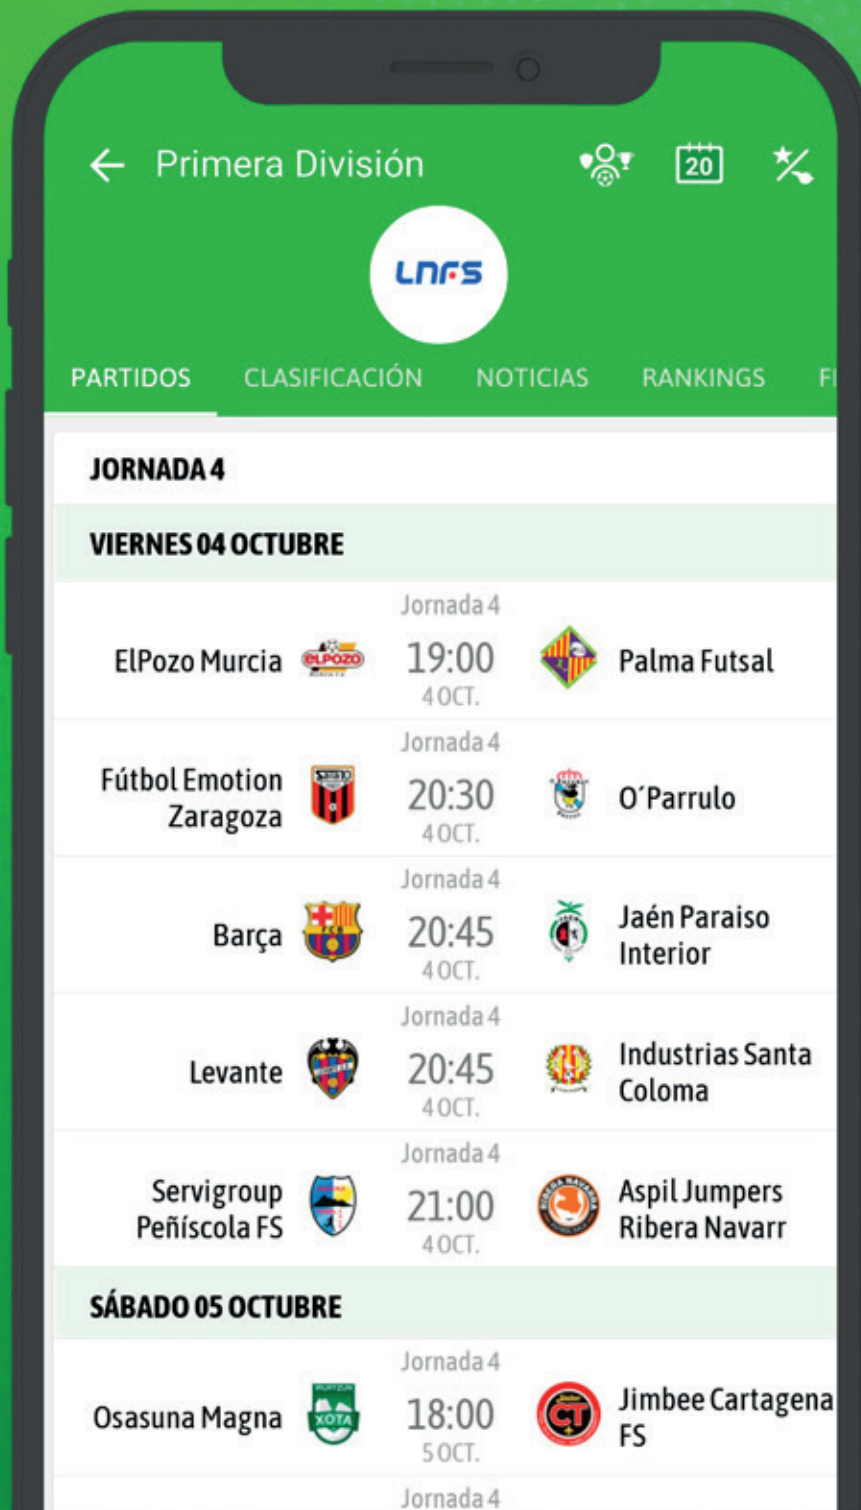 Primera División
20
LNFS
PARTIDOS CLASIFICACIÓN NOTICIAS RANKINGS
JORNADA 4
VIERNES 04 OCTUBRE
Jornada 4
ElPozo Murcia ELPOZO 19:00 Palma Futsal
4 OCT.
Jornada 4
Fútbol Emotion
Zaragoza
20:30 O´Parrulo
4 OCT.
Jornada 4
Barça FCB 20:45 Jaén Paraiso
Interior
4 OCT.
Jornada 4
Levante 20:45 Industrias Santa
Coloma
4 OCT.
Jornada 4
Servigroup
Peñíscola FS
21:00 Aspil Jumpers
Ribera Navarr
4 OCT.
SÁBADO 05 OCTUBRE
Jornada 4
Osasuna Magna XOTA 18:00 CT Jimbee Cartagena
FS
5 OCT.
Jornada 4